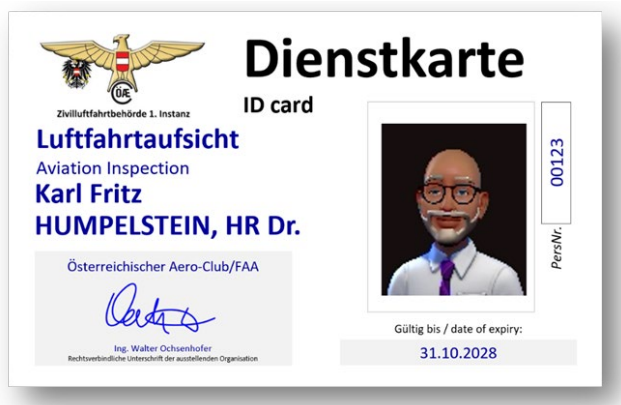 Dienstkarte
ID card
ÖAE
Zivilluftfahrtbehörde 1. Instanz
Luftfahrtaufsicht
Aviation Inspection
Karl Fritz
HUMPELSTEIN, HR Dr.
Österreichischer Aero-Club/FAA
Ing. Walter Ochsenhofer
Rechtsverbindliche Unterschrift der ausstellenden Organisation
PersNr.
00123
Gültig bis / date of expiry:
31.10.2028